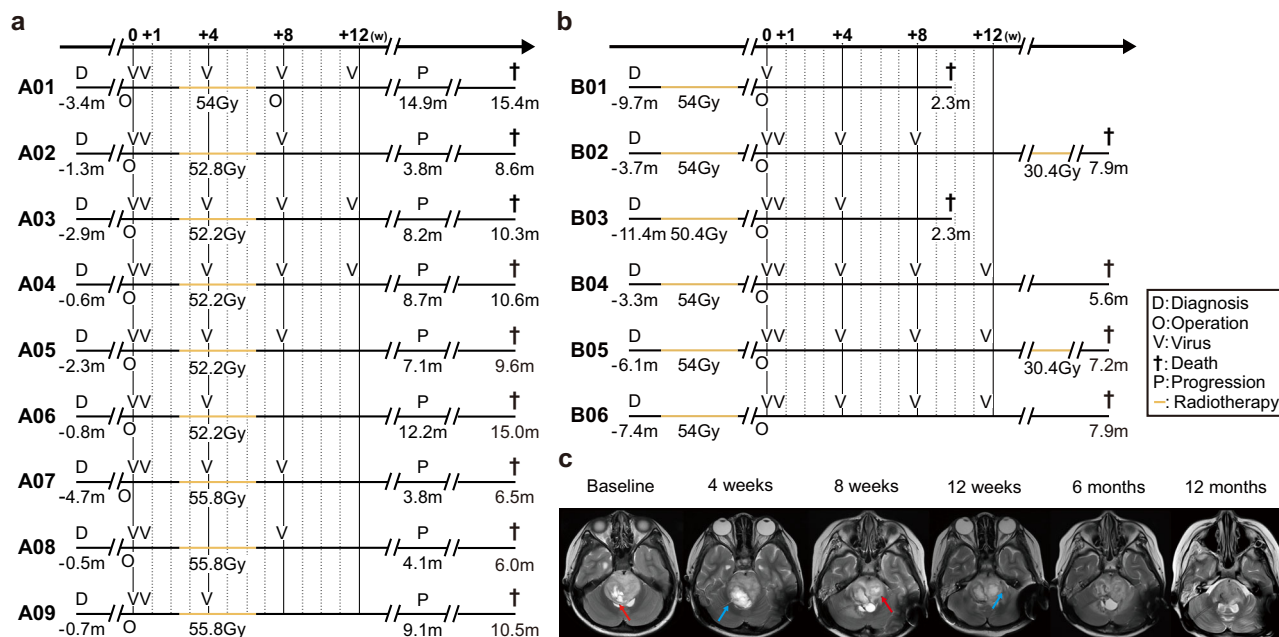 a
0 +1 +4 +8 +12 (w)
D VV V V V P †
A01
-3.4m O 54Gy O 14.9m 15.4m
D VV V P †
A02
-1.3m O 52.8Gy 3.8m 8.6m
D VV V V V P †
A03
-2.9m O 52.2Gy 8.2m 10.3m
D VV V V V P †
A04
-0.6m O 52.2Gy 8.7m 10.6m
D VV V V P †
A05
-2.3m O 52.2Gy 7.1m 9.6m
D VV V P †
A06
-0.8m O 52.2Gy 12.2m 15.0m
D VV V V P †
A07
-4.7m O 55.8Gy 3.8m 6.5m
D VV V P †
A08
-0.5m O 55.8Gy 4.1m 6.0m
D VV V P †
A09
-0.7m O 55.8Gy 9.1m 10.5m
b
0 +1 +4 +8 +12 (w)
D V †
B01
-9.7m 54Gy O 2.3m
D VV V V †
B02
-3.7m 54Gy O 30.4Gy 7.9m
D VV V †
B03
-11.4m 50.4Gy 2.3m
D VV V V V †
B04
-3.3m 54Gy O 5.6m
D VV V V V †
B05
-6.1m 54Gy O 30.4Gy 7.2m
D VV V V V †
B06
-7.4m 54Gy O 7.9m
D:Diagnosis
O:Operation
V:Virus
†:Death
P:Progression
–: Radiotherapy
c
Baseline 4 weeks 8 weeks 12 weeks 6 months 12 months